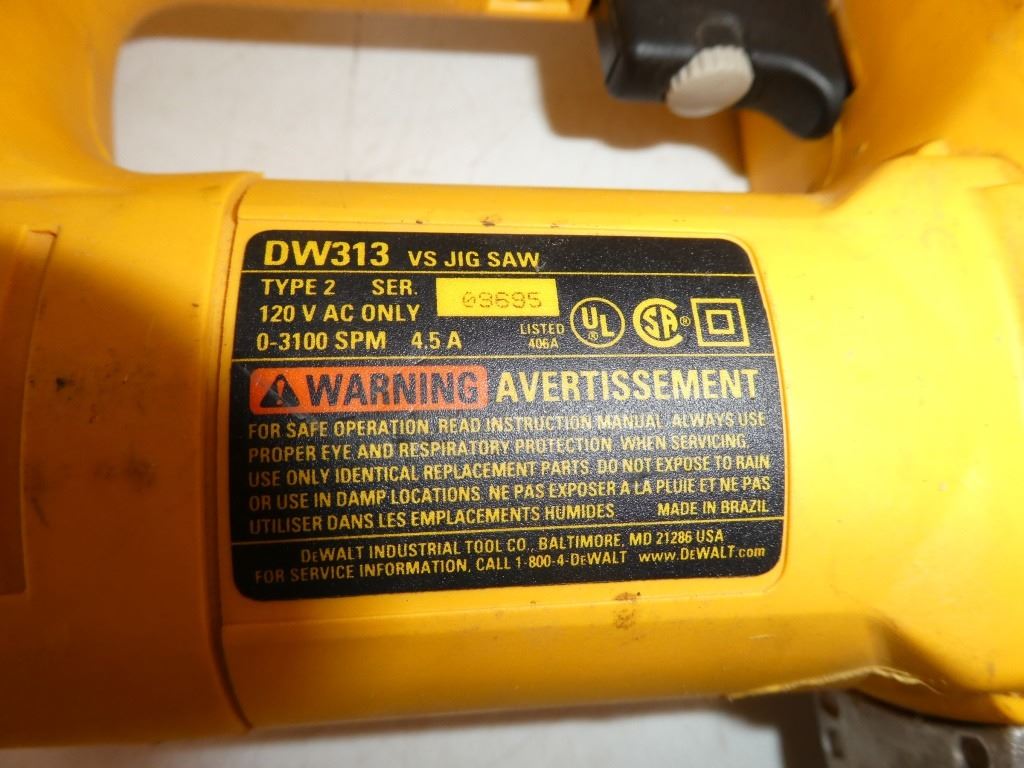 DW313 VS JIG SAW
TYPE 2 SER.
120 V AC ONLY
0-3100 SPM 4.5 A
LISTED
406A
UL
®
SA®
WARNING AVERTISSEMENT
FOR SAFE OPERATION, READ INSTRUCTION MANUAL. ALWAYS USE
PROPER EYE AND RESPIRATORY PROTECTION. WHEN SERVICING,
USE ONLY IDENTICAL REPLACEMENT PARTS. DO NOT EXPOSE TO RAIN
OR USE IN DAMP LOCATIONS. NE PAS EXPOSER A LA PLUIE ET NE PAS
UTILISER DANS LES EMPLACEMENTS HUMIDES. MADE IN BRAZIL
DEWALT INDUSTRIAL TOOL CO., BALTIMORE, MD 21286 USA
FOR SERVICE INFORMATION, CALL 1-800-4-DEWALT www.DEWALT.com